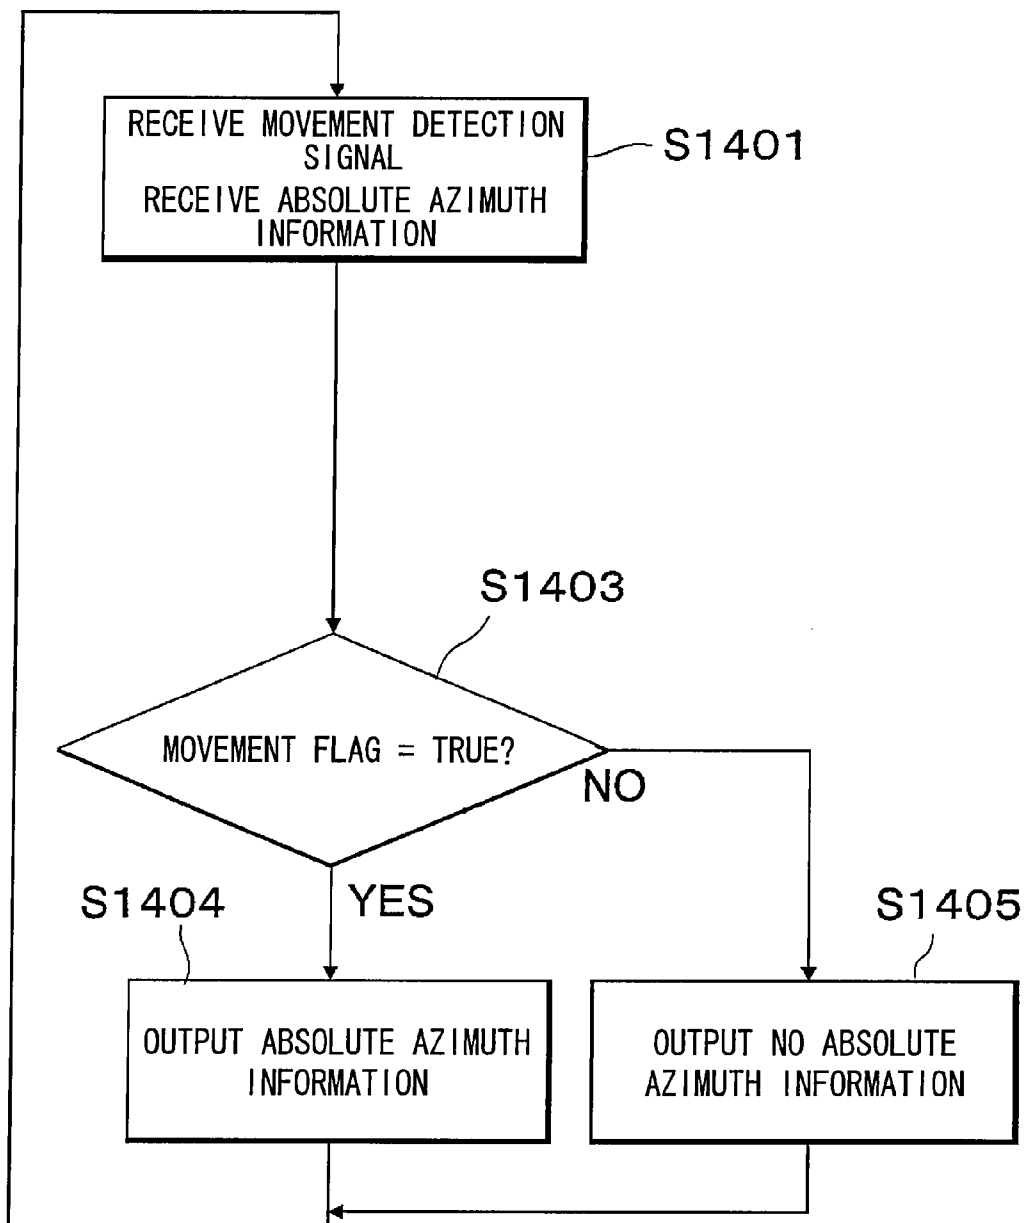 RECEIVE MOVEMENT DETECTION
SIGNAL
RECEIVE ABSOLUTE AZIMUTH
INFORMATION
S1401
S1403
MOVEMENT FLAG = TRUE?
NO
YES
S1404
S1405
OUTPUT ABSOLUTE AZIMUTH
INFORMATION
OUTPUT NO ABSOLUTE
AZIMUTH INFORMATION